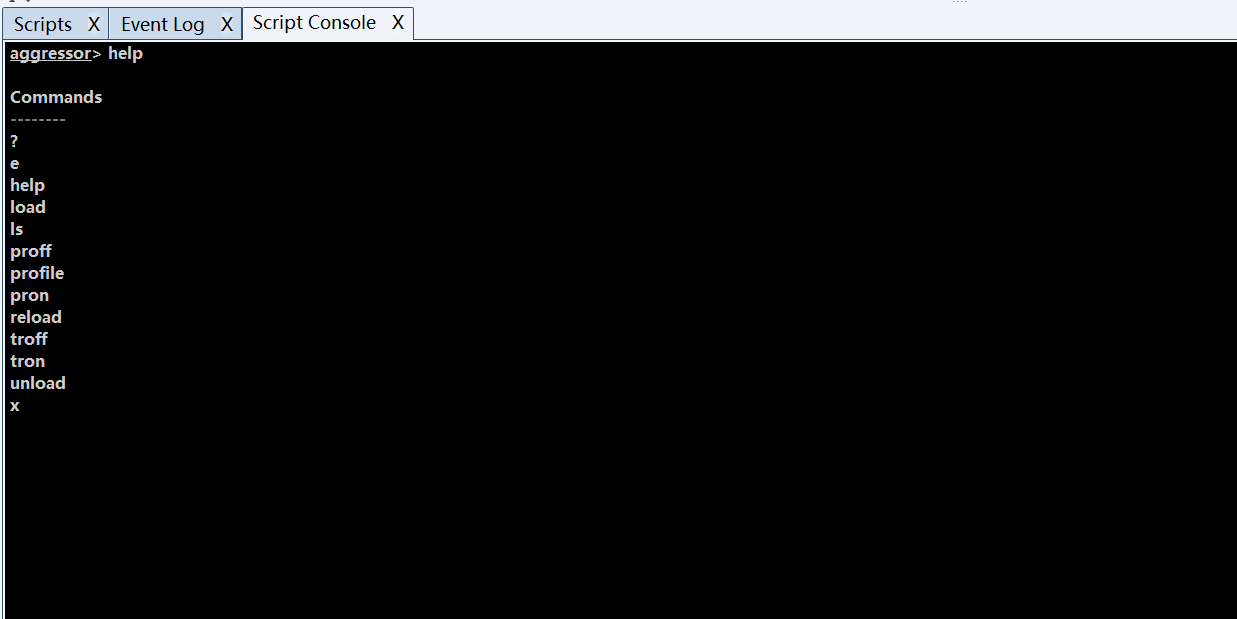 Scripts X Event Log X Script Console X
aggressor> help
Commands
--------
?
e
help
load
ls
proff
profile
pron
reload
troff
tron
unload
x